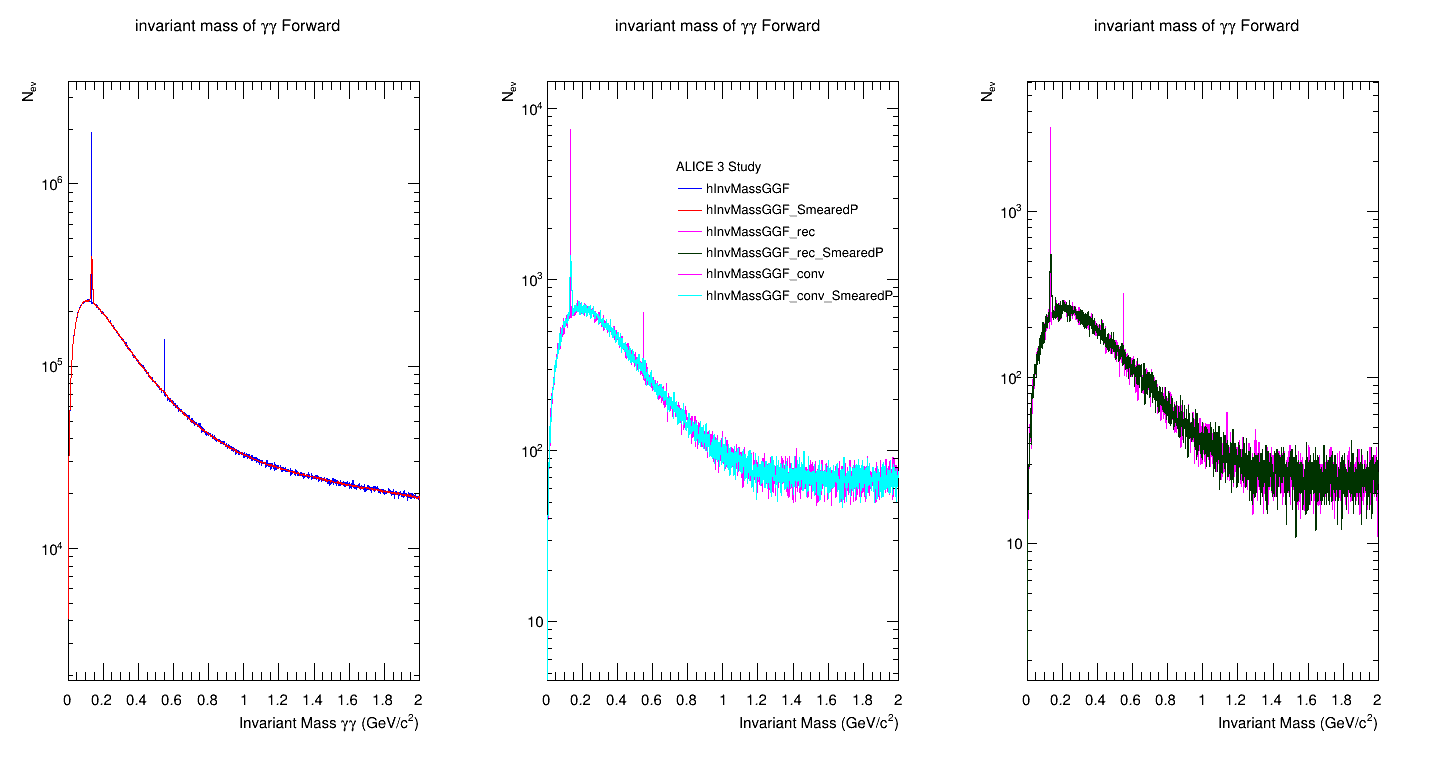 invariant mass of γγ Forward
N_ev
10^6
10^5
10^4
0 0.2 0.4 0.6 0.8 1 1.2 1.4 1.6 1.8 2
Invariant Mass γγ (GeV/c^2)
invariant mass of γγ Forward
N_ev
10^4
10^3
10^2
10
ALICE 3 Study
hInvMassGGF
hInvMassGGF_SmearedP
hInvMassGGF_rec
hInvMassGGF_rec_SmearedP
hInvMassGGF_conv
hInvMassGGF_conv_SmearedP
0 0.2 0.4 0.6 0.8 1 1.2 1.4 1.6 1.8 2
Invariant Mass (GeV/c^2)
invariant mass of γγ Forward
N_ev
10^3
10^2
10
0 0.2 0.4 0.6 0.8 1 1.2 1.4 1.6 1.8 2
Invariant Mass (GeV/c^2)